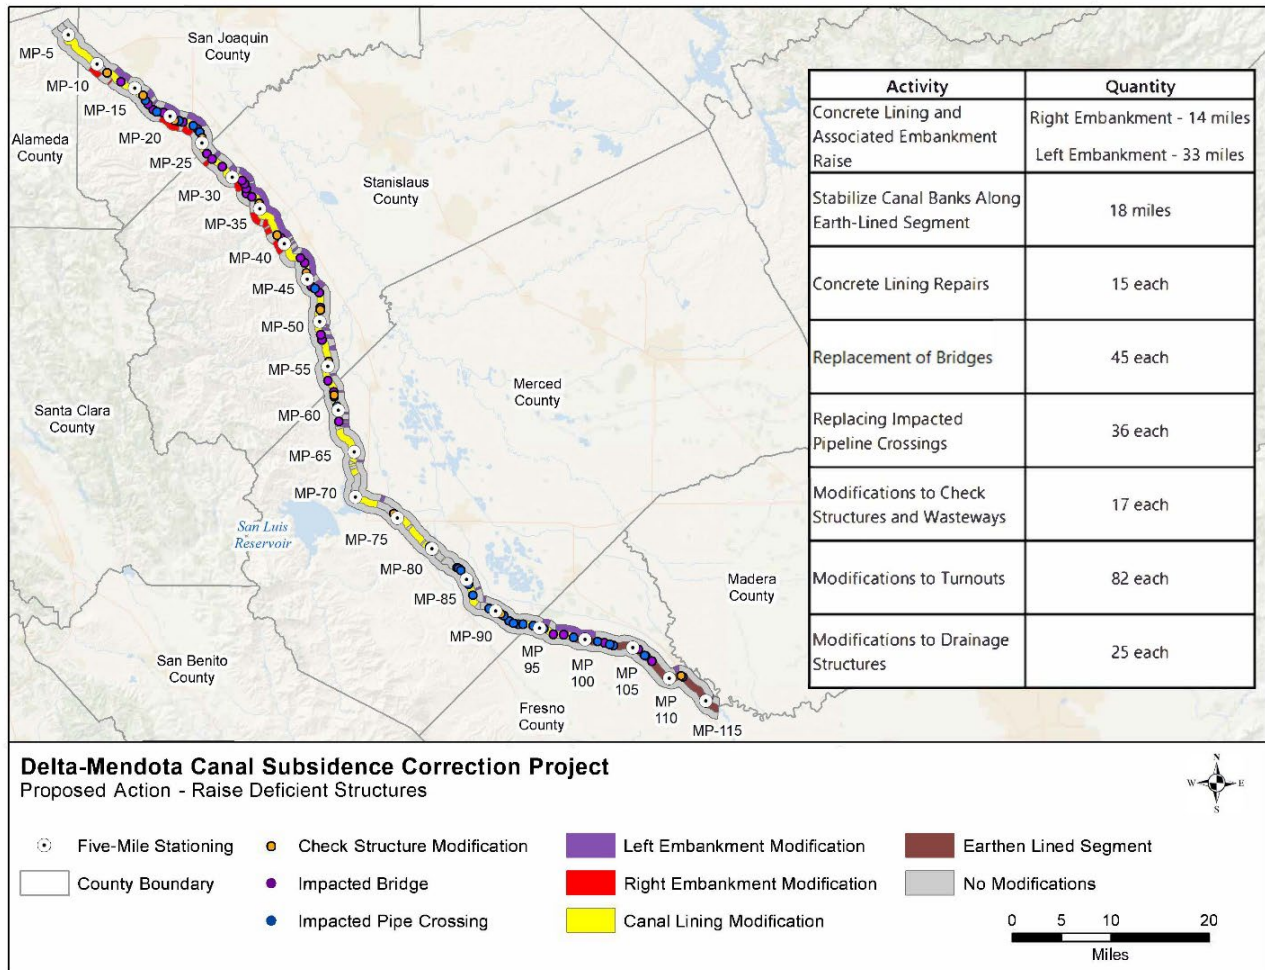 San Joaquin
County
MP-5
MP-10
MP-15
Alameda
County
MP-20
MP-25
Stanislaus
County
MP-30
MP-35
MP-40
MP-45
MP-50
MP-55
Merced
County
Santa Clara
County
MP-60
MP-65
MP-70
San Luis
Reservoir
MP-75
MP-80
Madera
County
MP-85
MP-90
San Benito
County
MP
95
MP
100
MP
105
MP
110
Fresno
County
MP-115
Activity Quantity
Concrete Lining and
Associated Embankment
Raise
Right Embankment - 14 miles
Left Embankment - 33 miles
Stabilize Canal Banks Along
Earth-Lined Segment
18 miles
Concrete Lining Repairs 15 each
Replacement of Bridges 45 each
Replacing Impacted
Pipeline Crossings
36 each
Modifications to Check
Structures and Wasteways
17 each
Modifications to Turnouts 82 each
Modifications to Drainage
Structures
25 each
Delta-Mendota Canal Subsidence Correction Project
Proposed Action - Raise Deficient Structures
N
W E
S
Five-Mile Stationing
County Boundary
Check Structure Modification
Impacted Bridge
Impacted Pipe Crossing
Left Embankment Modification
Right Embankment Modification
Canal Lining Modification
Earthen Lined Segment
No Modifications
0 5 10 20
Miles